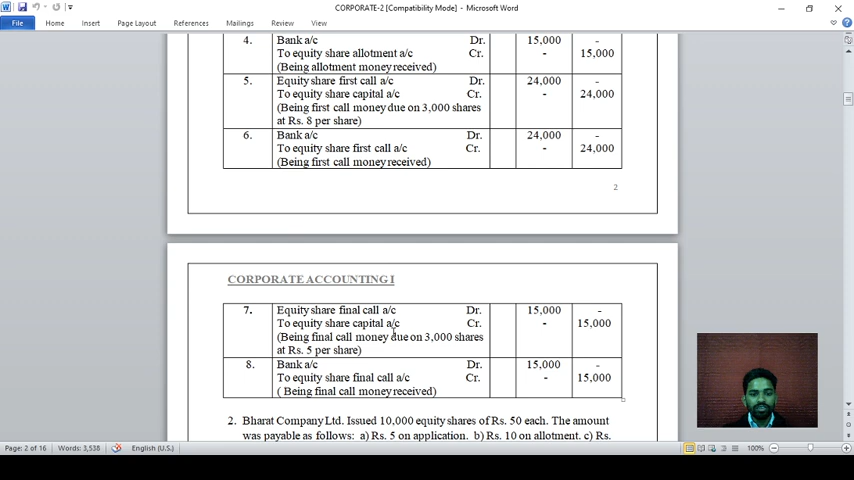 CORPORATE-2 [Compatibility Mode] - Microsoft Word
File Home Insert Page Layout References Mailings Review View
4. Bank a/c Dr. 15,000 -
To equity share allotment a/c Cr. - 15,000
(Being allotment money received)
5. Equity share first call a/c Dr. 24,000 -
To equity share capital a/c Cr. - 24,000
(Being first call money due on 3,000 shares
at Rs. 8 per share)
6. Bank a/c Dr. 24,000 -
To equity share first call a/c Cr. - 24,000
(Being first call money received)
2
CORPORATE ACCOUNTING I
7. Equity share final call a/c Dr. 15,000 -
To equity share capital a/c Cr. - 15,000
(Being final call money due on 3,000 shares
at Rs. 5 per share)
8. Bank a/c Dr. 15,000 -
To equity share final call a/c Cr. - 15,000
( Being final call money received)
2. Bharat Company Ltd. Issued 10,000 equity shares of Rs. 50 each. The amount
was payable as follows: a) Rs. 5 on application. b) Rs. 10 on allotment. c) Rs.
Page: 2 of 16 Words: 3,538 English (U.S.) 100%